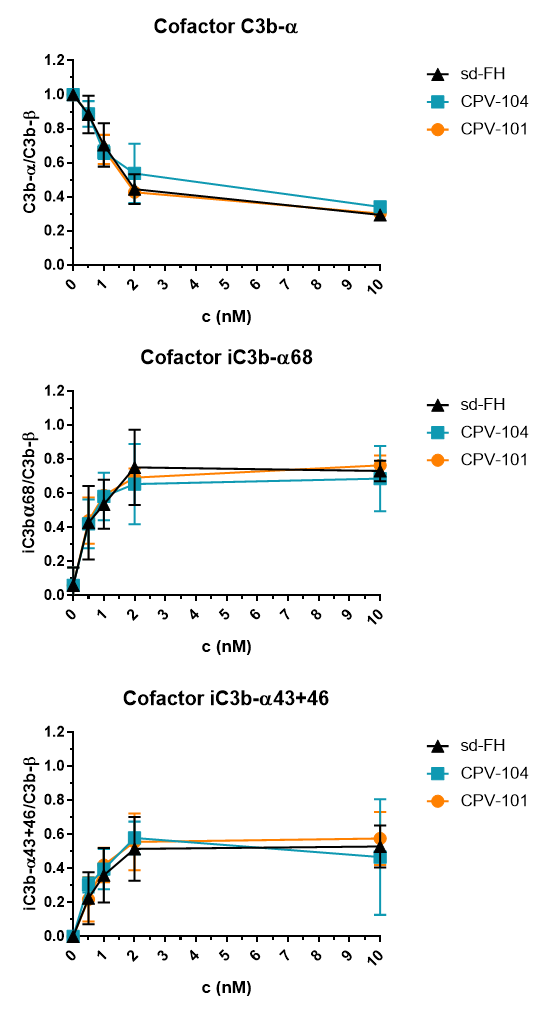 Cofactor C3b-α
1.2
1.0
0.8
0.6
0.4
0.2
0.0
C3b-α/C3b-β
0 1 2 3 4 5 6 7 8 9 10
c (nM)
sd-FH
CPV-104
CPV-101
Cofactor iC3b-α68
1.2
1.0
0.8
0.6
0.4
0.2
0.0
iC3bα68/C3b-β
0 1 2 3 4 5 6 7 8 9 10
c (nM)
sd-FH
CPV-104
CPV-101
Cofactor iC3b-α43+46
1.2
1.0
0.8
0.6
0.4
0.2
0.0
iC3b-α43+46/C3b-β
0 1 2 3 4 5 6 7 8 9 10
c (nM)
sd-FH
CPV-104
CPV-101